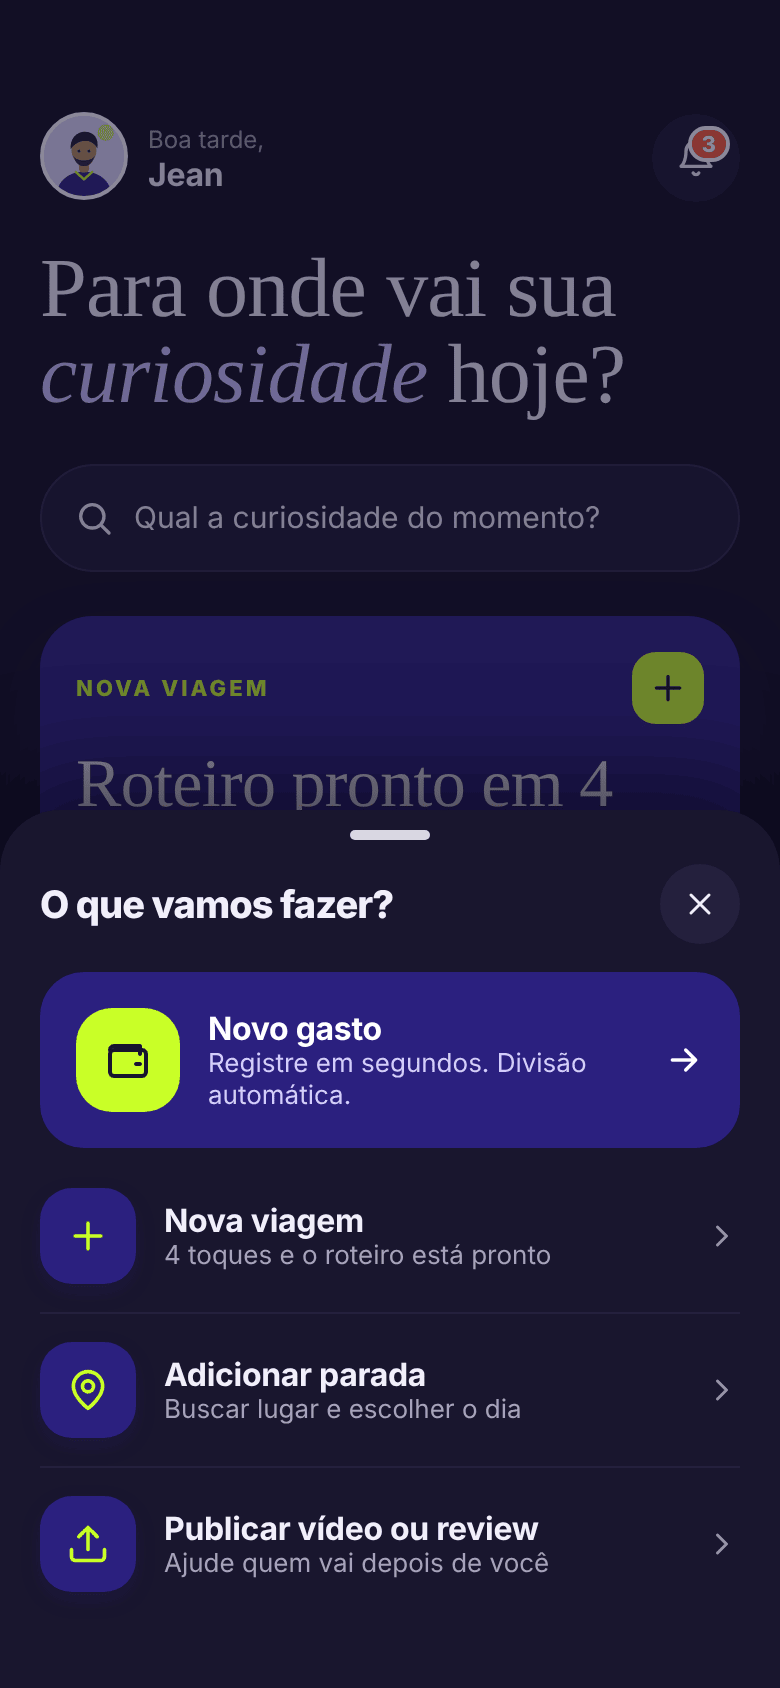 Boa tarde,
Jean
3
Para onde vai sua
curiosidade hoje?
Qual a curiosidade do momento?
NOVA VIAGEM
Roteiro pronto em 4
O que vamos fazer?
Novo gasto
Registre em segundos. Divisão
automática.
Nova viagem
4 toques e o roteiro está pronto
Adicionar parada
Buscar lugar e escolher o dia
Publicar vídeo ou review
Ajude quem vai depois de você